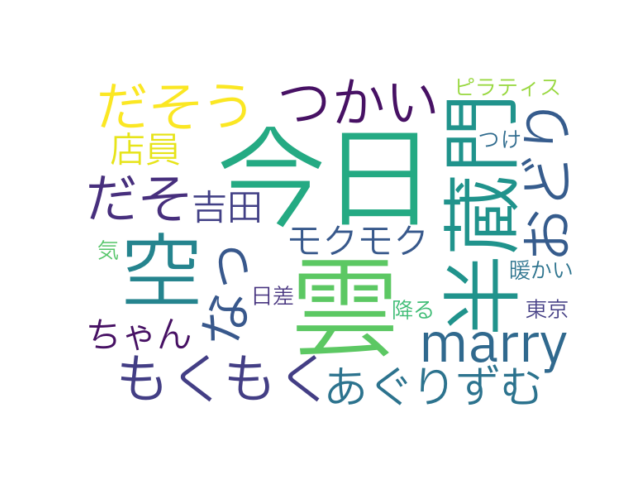 だそう
つかい
ピラティス
店員
今日
半蔵門
つけ
おどり
だそ
吉田
モクモク
空
なっ
気
雲
日差
降る
暖かい
東京
ちゃん
marry
もくもく
あぐりずむ